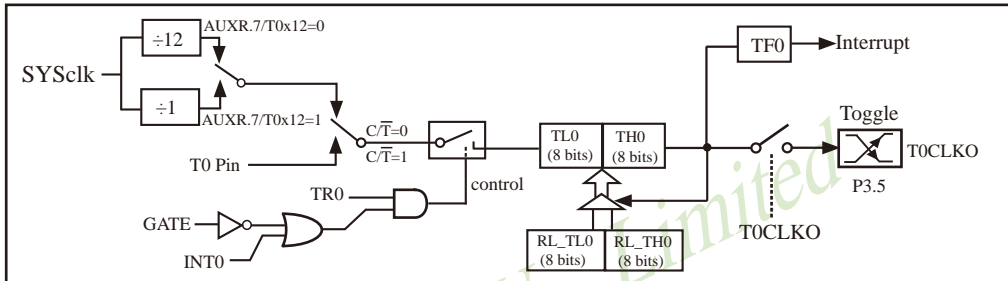 ÷12
AUXR.7/T0x12=0
SYSclk
÷1
AUXR.7/T0x12=1
T0 Pin
C/T̅=0
C/T̅=1
control
TR0
GATE
INT0
TL0
(8 bits)
TH0
(8 bits)
RL_TL0
(8 bits)
RL_TH0
(8 bits)
TF0
Interrupt
Toggle
T0CLKO
P3.5
T0CLKO
Limited